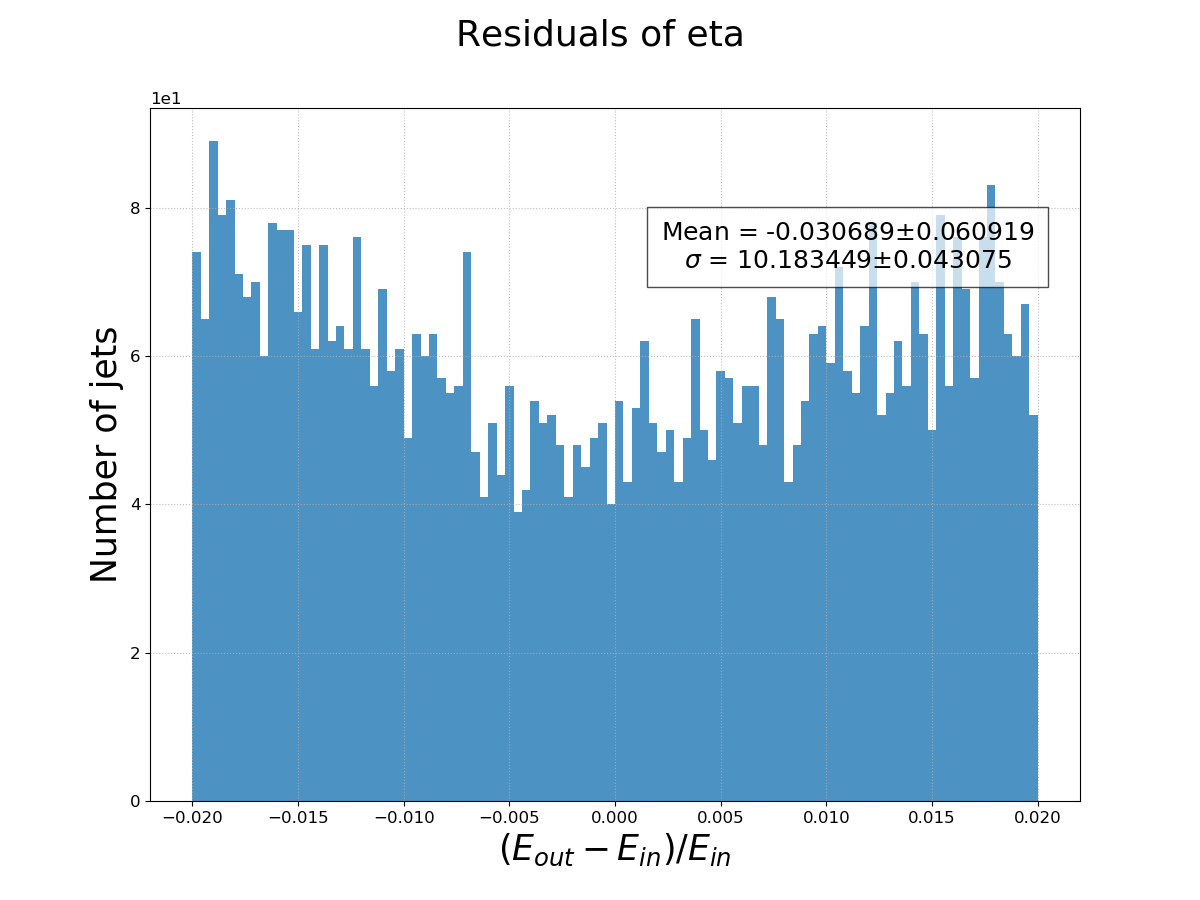 Residuals of eta
1e1
8
6
4
2
0
Number of jets
Mean = -0.030689±0.060919
σ = 10.183449±0.043075
−0.020 −0.015 −0.010 −0.005 0.000 0.005 0.010 0.015 0.020
(E_out − E_in)/E_in